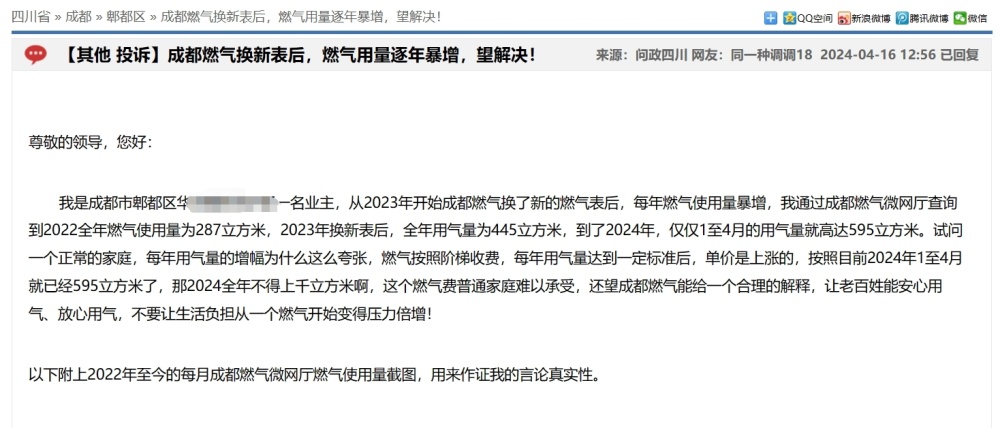 四川省 » 成都 » 郫都区 » 成都燃气换新表后，燃气用量逐年暴增，望解决！
QQ空间 新浪微博 腾讯微博 微信
【其他 投诉】成都燃气换新表后，燃气用量逐年暴增，望解决！
来源：问政四川 网友：同一种调调18 2024-04-16 12:56 已回复
尊敬的领导，您好：
我是成都市郫都区华 一名业主，从2023年开始成都燃气换了新的燃气表后，每年燃气使用量暴增，我通过成都燃气微网厅查询
到2022全年燃气使用量为287立方米，2023年换新表后，全年用气量为445立方米，到了2024年，仅仅1至4月的用气量就高达595立方米。试问
一个正常的家庭，每年用气量的增幅为什么这么夸张，燃气按照阶梯收费，每年用气量达到一定标准后，单价是上涨的，按照目前2024年1至4月
就已经595立方米了，那2024全年不得上千立方米啊，这个燃气费普通家庭难以承受，还望成都燃气能给一个合理的解释，让老百姓能安心用
气、放心用气，不要让生活负担从一个燃气开始变得压力倍增！
以下附上2022年至今的每月成都燃气微网厅燃气使用量截图，用来作证我的言论真实性。